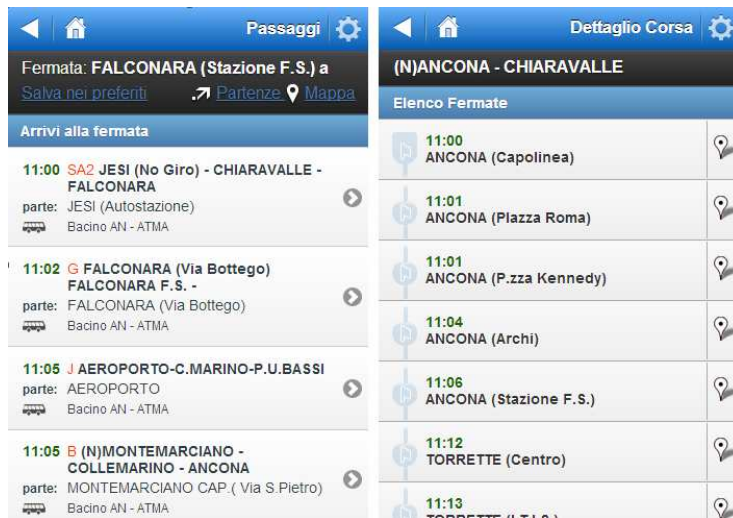 Passaggi
Fermata: FALCONARA (Stazione F.S.) a
Salva nei preferiti Partenze Mappa
Arrivi alla fermata
11:00 SA2 JESI (No Giro) - CHIARAVALLE -
FALCONARA
parte: JESI (Autostazione)
Bacino AN - ATMA
11:02 G FALCONARA (Via Bottego)
FALCONARA F.S. -
parte: FALCONARA (Via Bottego)
Bacino AN - ATMA
11:05 J AEROPORTO-C.MARINO-P.U.BASSI
parte: AEROPORTO
Bacino AN - ATMA
11:05 B (N)MONTEMARCIANO -
COLLEMARINO - ANCONA
parte: MONTEMARCIANO CAP.( Via S.Pietro)
Bacino AN - ATMA
Dettaglio Corsa
(N)ANCONA - CHIARAVALLE
Elenco Fermate
11:00
ANCONA (Capolinea)
11:01
ANCONA (PIazza Roma)
11:01
ANCONA (P.zza Kennedy)
11:04
ANCONA (Archi)
11:06
ANCONA (Stazione F.S.)
11:12
TORRETTE (Centro)
11:13
TORRETTE (I.T.I.S.)